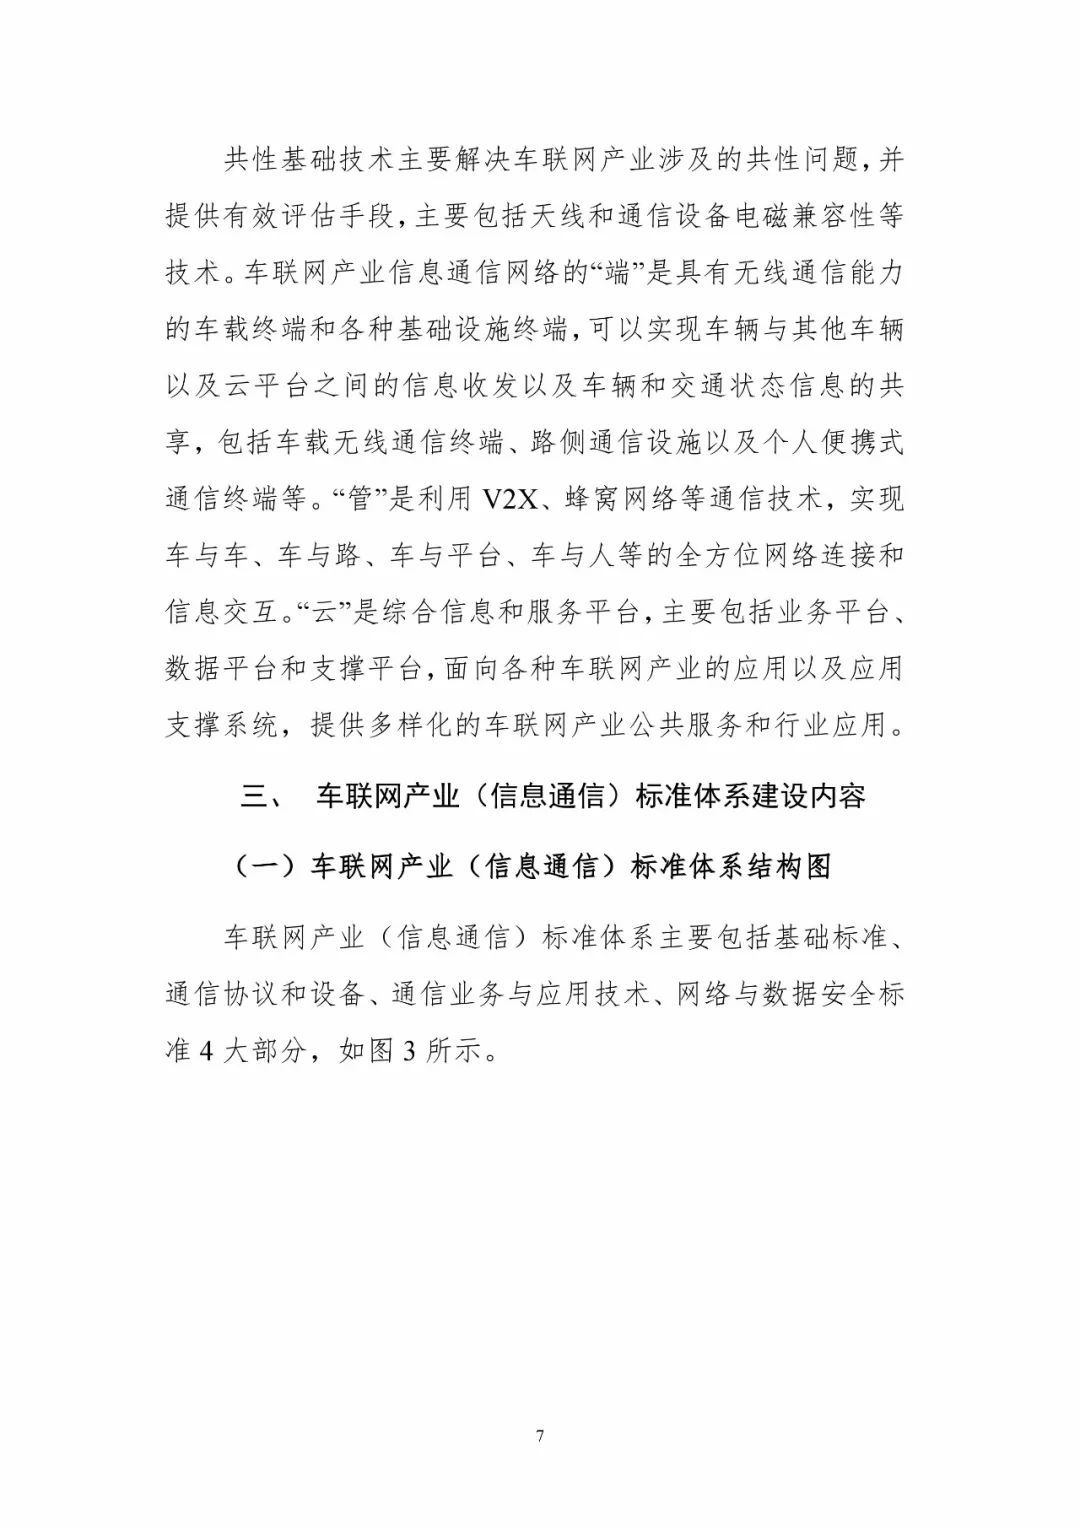 共性基础技术主要解决车联网产业涉及的共性问题，并
提供有效评估手段，主要包括天线和通信设备电磁兼容性等
技术。车联网产业信息通信网络的“端”是具有无线通信能力
的车载终端和各种基础设施终端，可以实现车辆与其他车辆
以及云平台之间的信息收发以及车辆和交通状态信息的共
享，包括车载无线通信终端、路侧通信设施以及个人便携式
通信终端等。“管”是利用 V2X、蜂窝网络等通信技术，实现
车与车、车与路、车与平台、车与人等的全方位网络连接和
信息交互。“云”是综合信息和服务平台，主要包括业务平台、
数据平台和支撑平台，面向各种车联网产业的应用以及应用
支撑系统，提供多样化的车联网产业公共服务和行业应用。
三、 车联网产业（信息通信）标准体系建设内容
（一）车联网产业（信息通信）标准体系结构图
车联网产业（信息通信）标准体系主要包括基础标准、
通信协议和设备、通信业务与应用技术、网络与数据安全标
准 4 大部分，如图 3 所示。
7